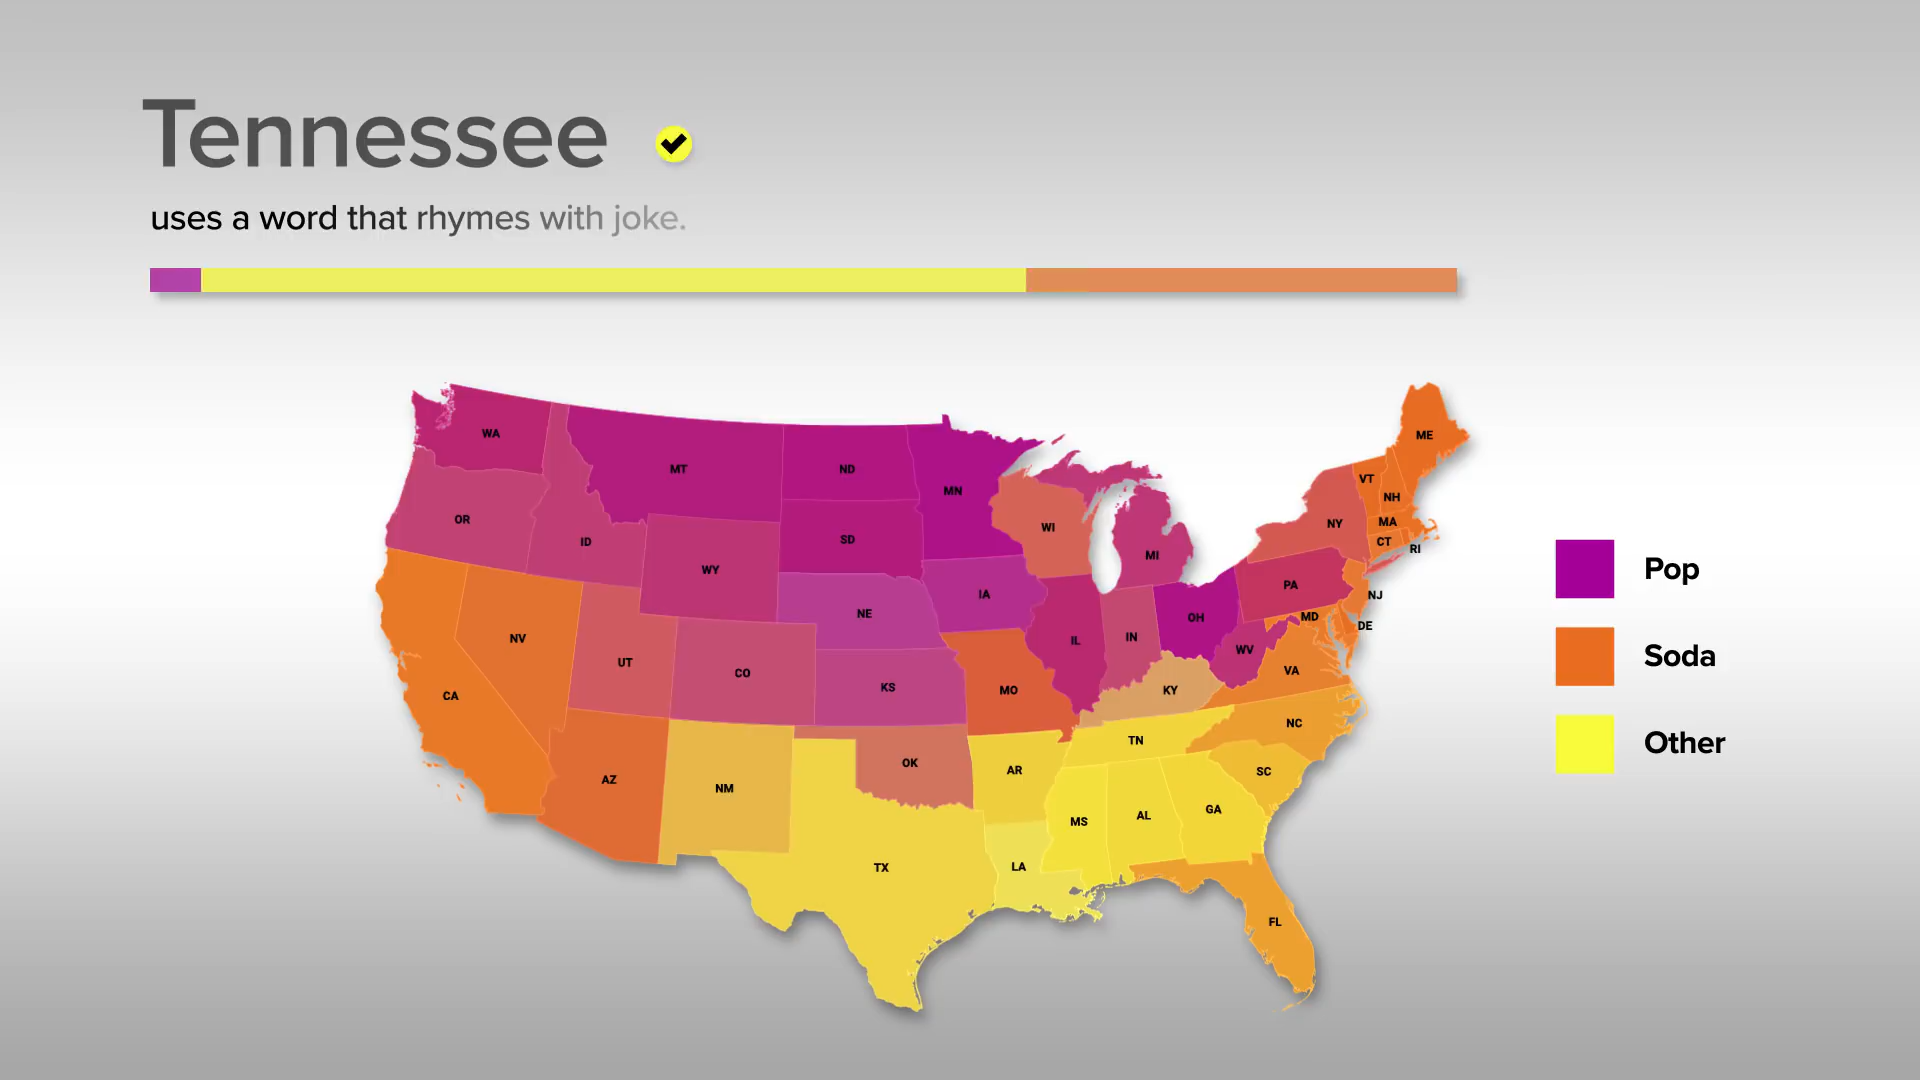 Tennessee
uses a word that rhymes with joke.
WA
MT
ND
MN
OR
ID
WY
SD
WI
MI
NY
VT
ME
NH
MA
CT
RI
NE
IA
IL
IN
OH
PA
NJ
MD
DE
WV
VA
CA
NV
UT
CO
KS
MO
KY
NC
AZ
NM
OK
AR
TN
SC
TX
LA
MS
AL
GA
FL
Pop
Soda
Other